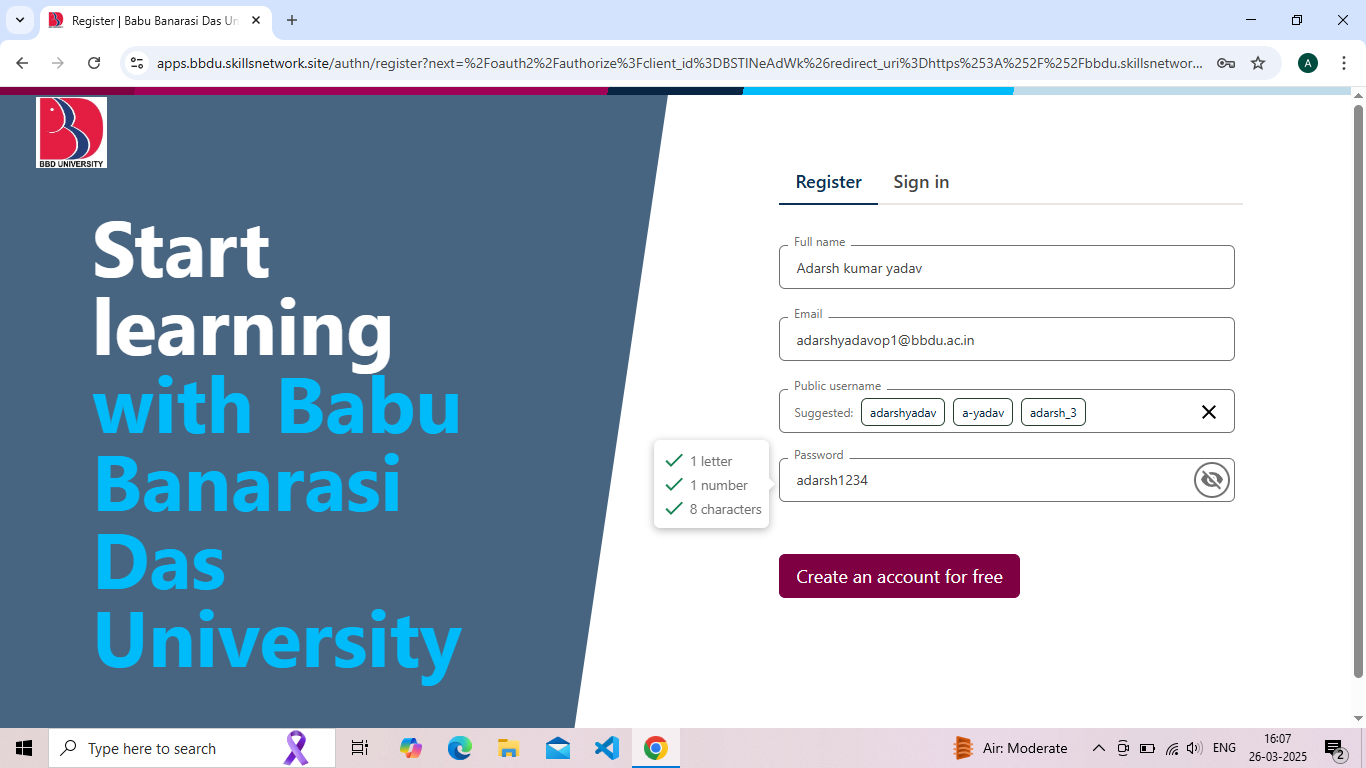 Register | Babu Banarasi Das Un
apps.bbdu.skillsnetwork.site/authn/register?next=%2Foauth2%2Fauthorize%3Fclient_id%3DBSTINeAdWk%26redirect_uri%3Dhttps%253A%252F%252Fbbdu.skillsnetwor...
A
BBD UNIVERSITY
Start
learning
with Babu
Banarasi
Das
University
Register
Sign in
Full name
Adarsh kumar yadav
Email
adarshyadavop1@bbdu.ac.in
Public username
Suggested: adarshyadav a-yadav adarsh_3
Password
adarsh1234
1 letter
1 number
8 characters
Create an account for free
Type here to search
Air: Moderate
ENG
16:07
26-03-2025
2